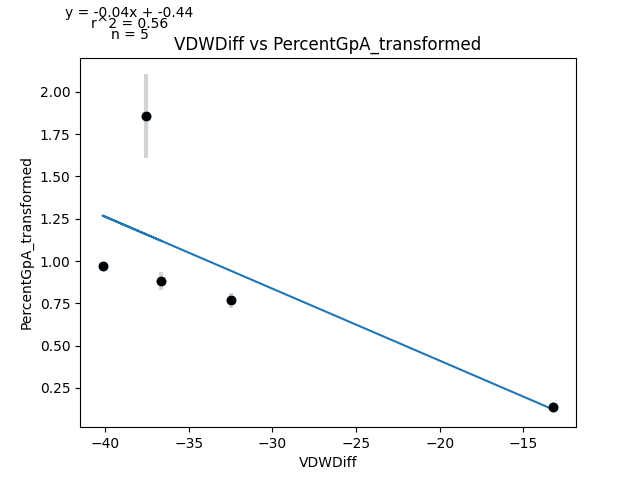 y = -0.04x + -0.44
r^2 = 0.56
n = 5
VDWDiff vs PercentGpA_transformed
PercentGpA_transformed
2.00
1.75
1.50
1.25
1.00
0.75
0.50
0.25
−40
−35
−30
−25
−20
−15
VDWDiff